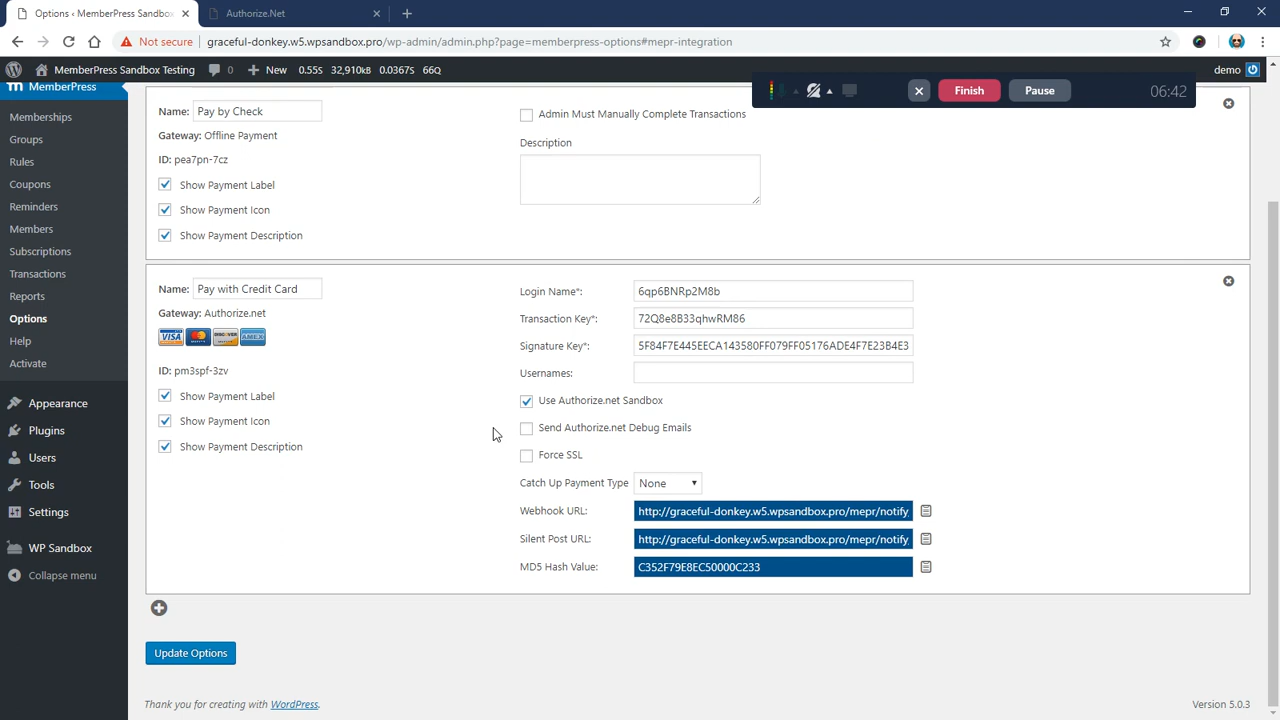 Options ‹ MemberPress Sandbox
Authorize.Net
Not secure graceful-donkey.w5.wpsandbox.pro/wp-admin/admin.php?page=memberpress-options#mepr-integration
MemberPress Sandbox Testing 0 New 0.55s 32,910kB 0.0367s 66Q demo
Finish Pause 06:42
MemberPress
Memberships
Groups
Rules
Coupons
Reminders
Members
Subscriptions
Transactions
Reports
Options
Help
Activate
Appearance
Plugins
Users
Tools
Settings
WP Sandbox
Collapse menu
Name: Pay by Check
Gateway: Offline Payment
ID: pea7pn-7cz
Show Payment Label
Show Payment Icon
Show Payment Description
Admin Must Manually Complete Transactions
Description
Name: Pay with Credit Card
Gateway: Authorize.net
VISA MasterCard DISCOVER AMEX
ID: pm3spf-3zv
Show Payment Label
Show Payment Icon
Show Payment Description
Login Name*: 6qp6BNRp2M8b
Transaction Key*: 72Q8e8B33qhwRM86
Signature Key*: 5F84F7E445EECA143580FF079FF05176ADE4F7E23B4E3
Usernames:
Use Authorize.net Sandbox
Send Authorize.net Debug Emails
Force SSL
Catch Up Payment Type None
Webhook URL: http://graceful-donkey.w5.wpsandbox.pro/mepr/notify
Silent Post URL: http://graceful-donkey.w5.wpsandbox.pro/mepr/notify
MD5 Hash Value: C352F79E8EC50000C233
Update Options
Thank you for creating with WordPress.
Version 5.0.3